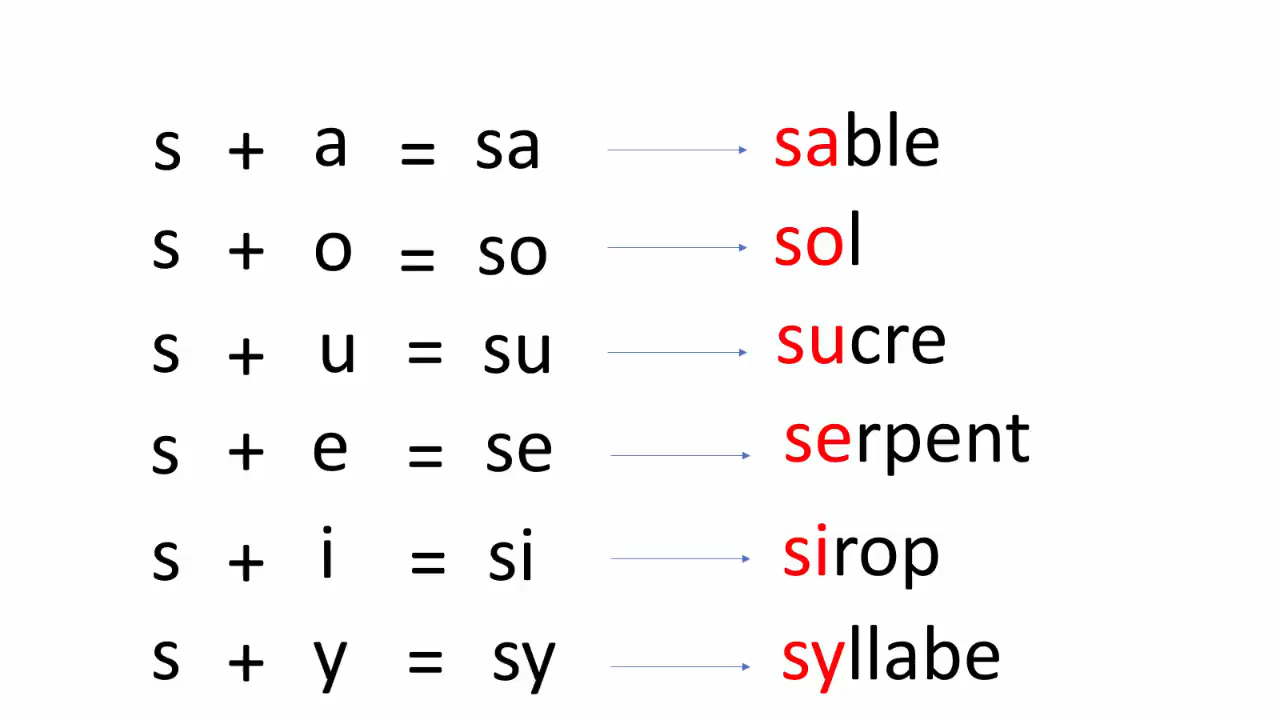 s + a = sa sable
s + o = so sol
s + u = su sucre
s + e = se serpent
s + i = si sirop
s + y = sy syllabe